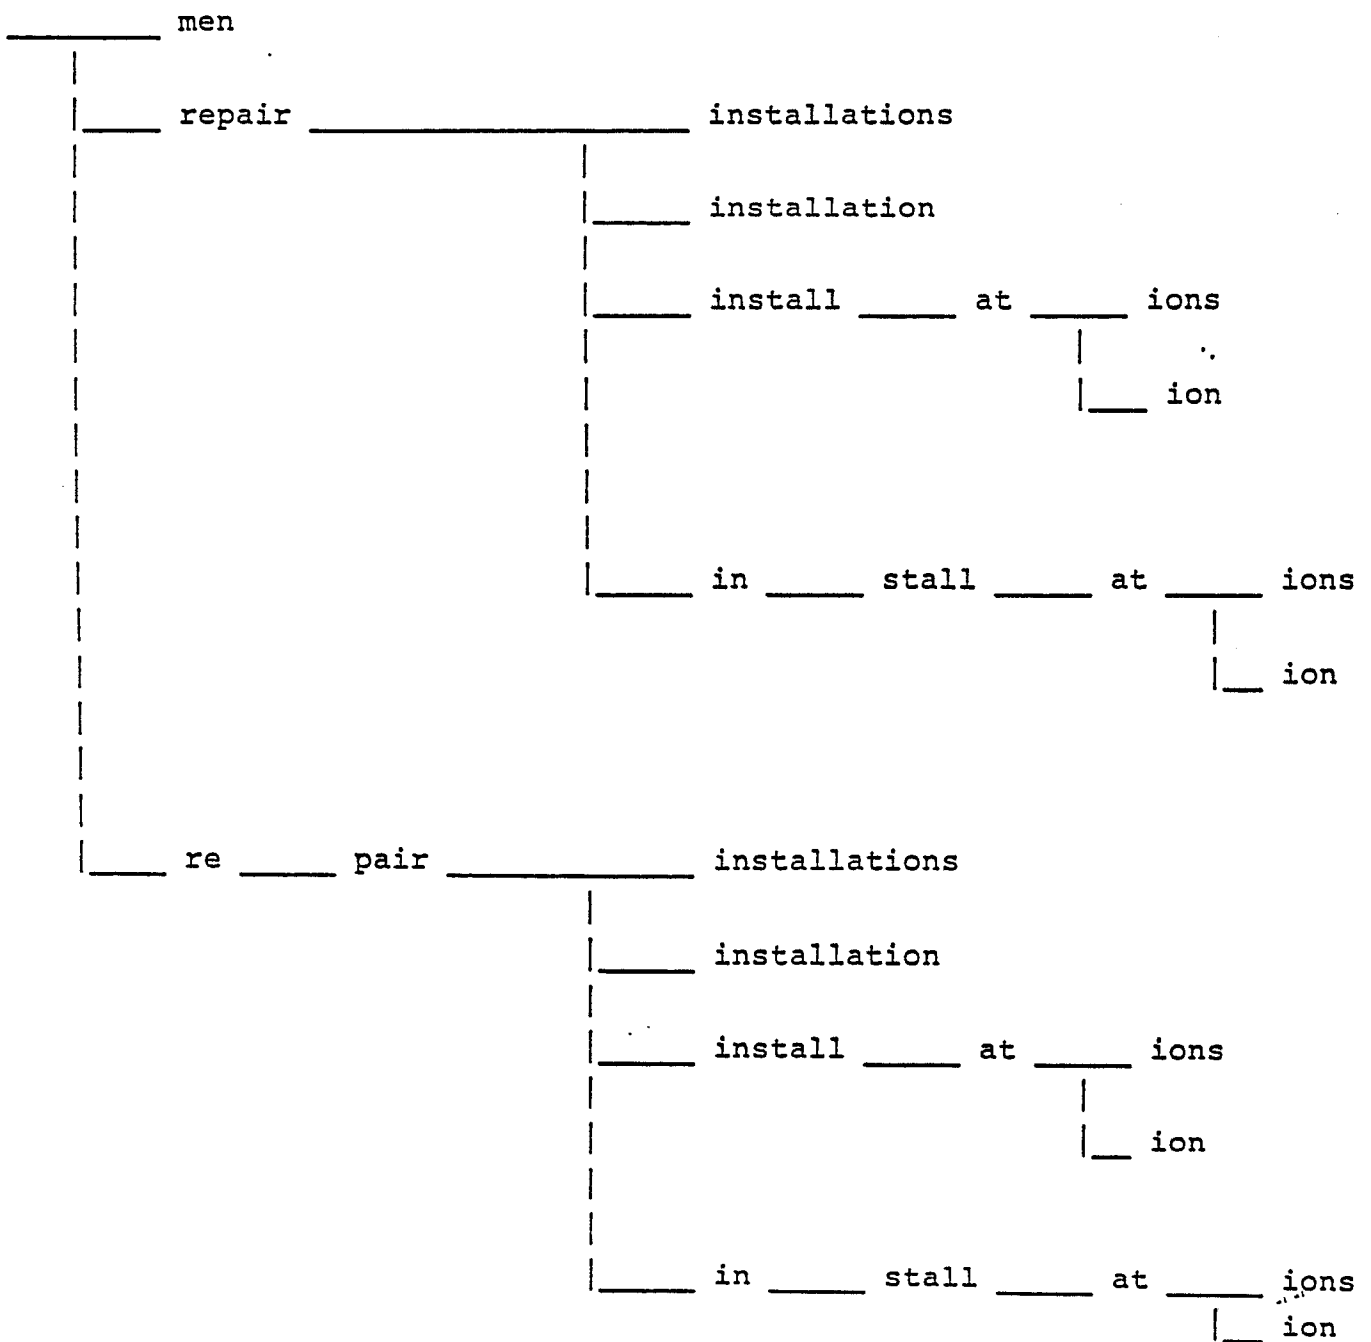 men
repair installations
installation
install at ions
ion
in stall at ions
ion
re pair installations
installation
install at ions
ion
in stall at ions
ion